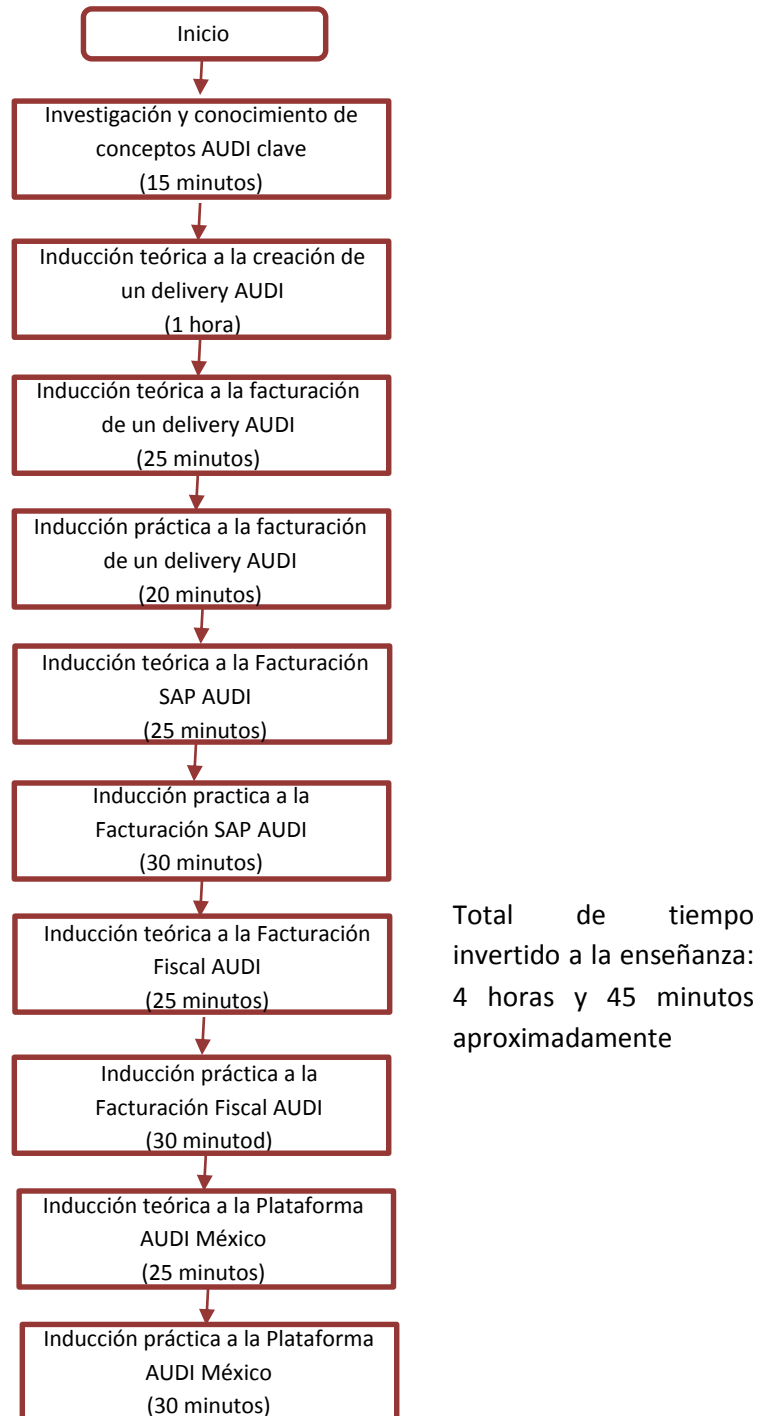 Inicio
Investigación y conocimiento de
conceptos AUDI clave
(15 minutos)
Inducción teórica a la creación de
un delivery AUDI
(1 hora)
Inducción teórica a la facturación
de un delivery AUDI
(25 minutos)
Inducción práctica a la facturación
de un delivery AUDI
(20 minutos)
Inducción teórica a la Facturación
SAP AUDI
(25 minutos)
Inducción practica a la
Facturación SAP AUDI
(30 minutos)
Inducción teórica a la Facturación
Fiscal AUDI
(25 minutos)
Inducción práctica a la
Facturación Fiscal AUDI
(30 minutod)
Inducción teórica a la Plataforma
AUDI México
(25 minutos)
Inducción práctica a la Plataforma
AUDI México
(30 minutos)
Total de tiempo
invertido a la enseñanza:
4 horas y 45 minutos
aproximadamente